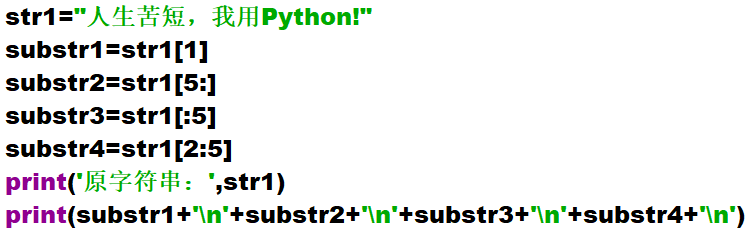 str1="人生苦短，我用Python!"
substr1=str1[1]
substr2=str1[5:]
substr3=str1[:5]
substr4=str1[2:5]
print('原字符串：',str1)
print(substr1+'\n'+substr2+'\n'+substr3+'\n'+substr4+'\n')